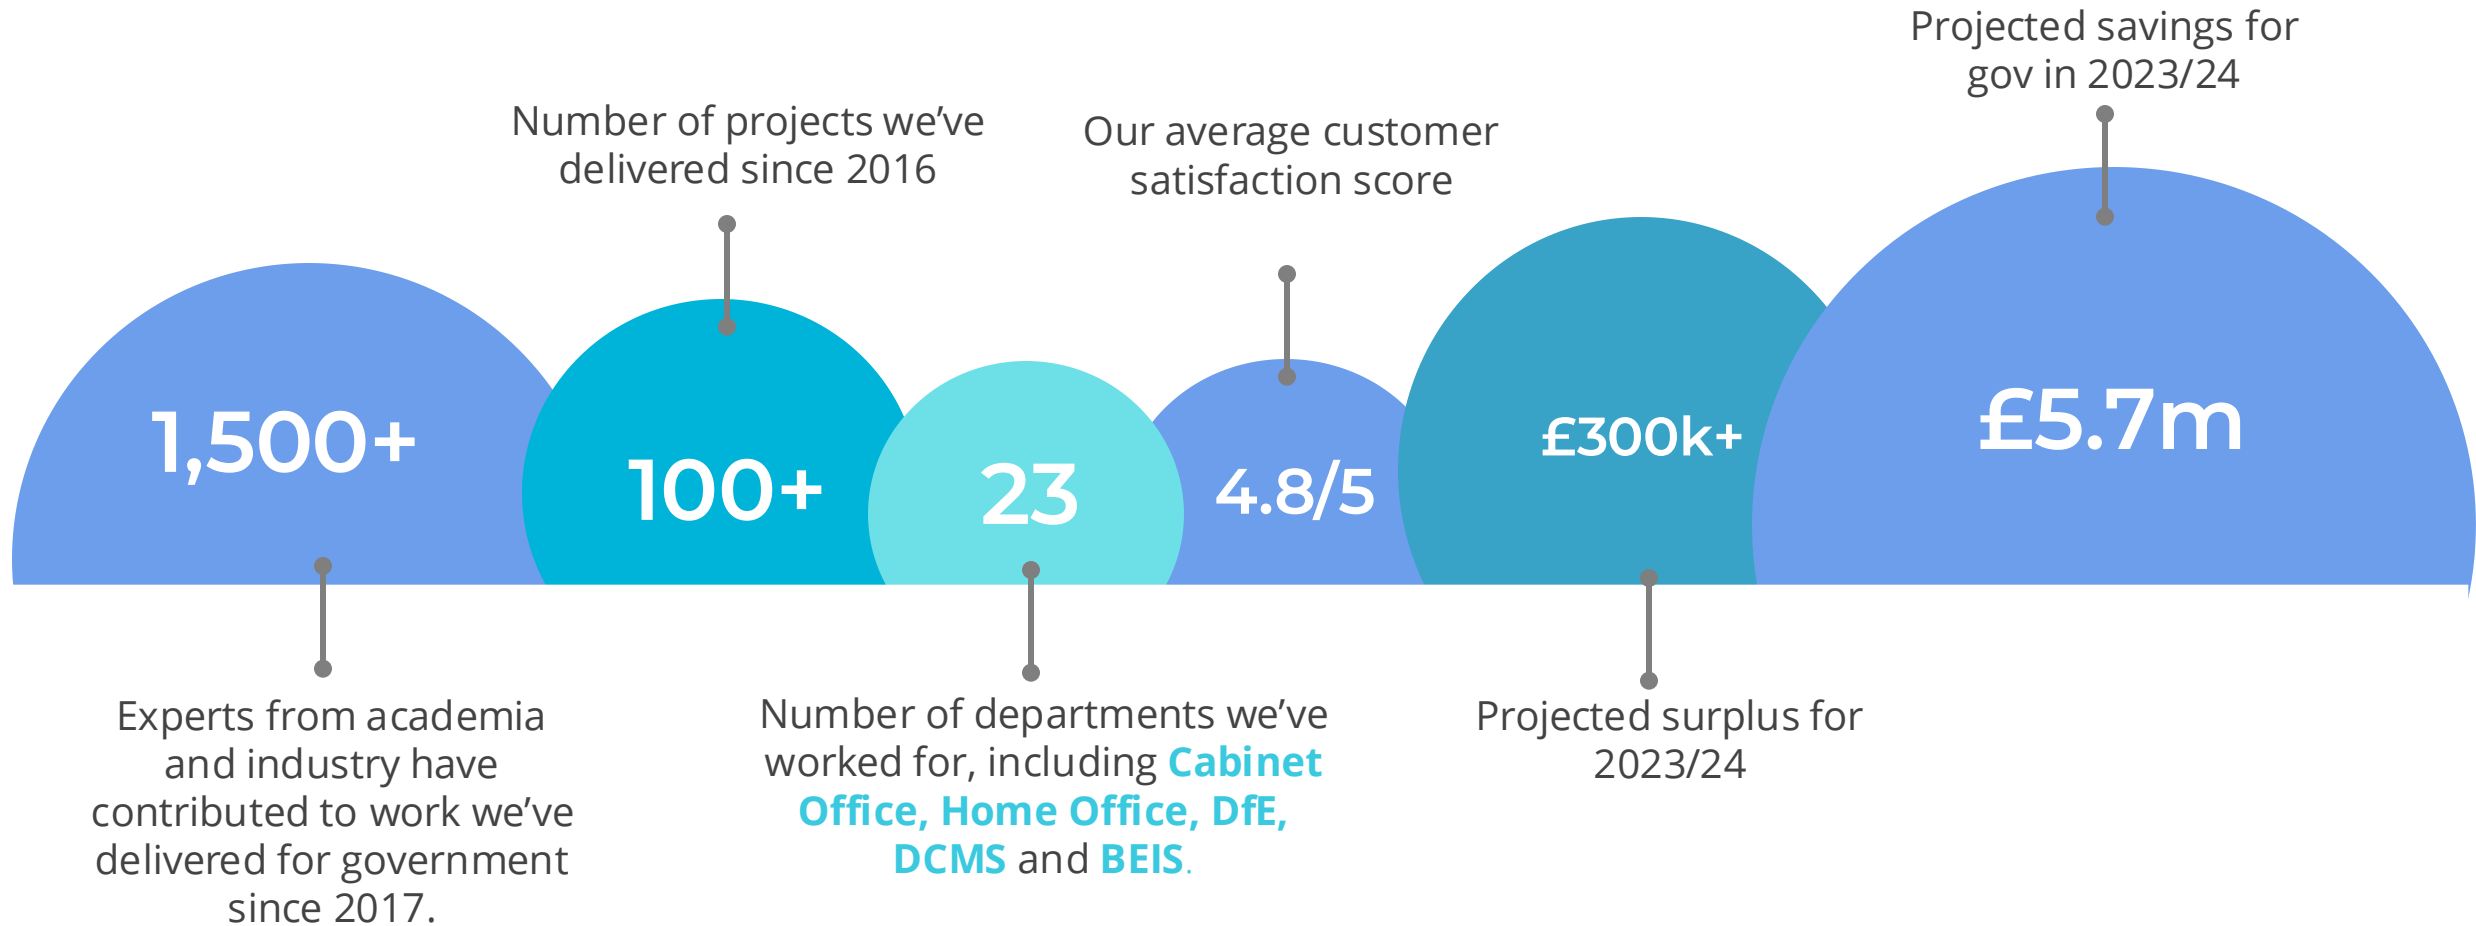 Projected savings for
gov in 2023/24
Number of projects we’ve
delivered since 2016
Our average customer
satisfaction score
1,500+
100+
23
4.8/5
£300k+
£5.7m
Experts from academia
and industry have
contributed to work we’ve
delivered for government
since 2017.
Number of departments we’ve
worked for, including Cabinet
Office, Home Office, DfE,
DCMS and BEIS.
Projected surplus for
2023/24